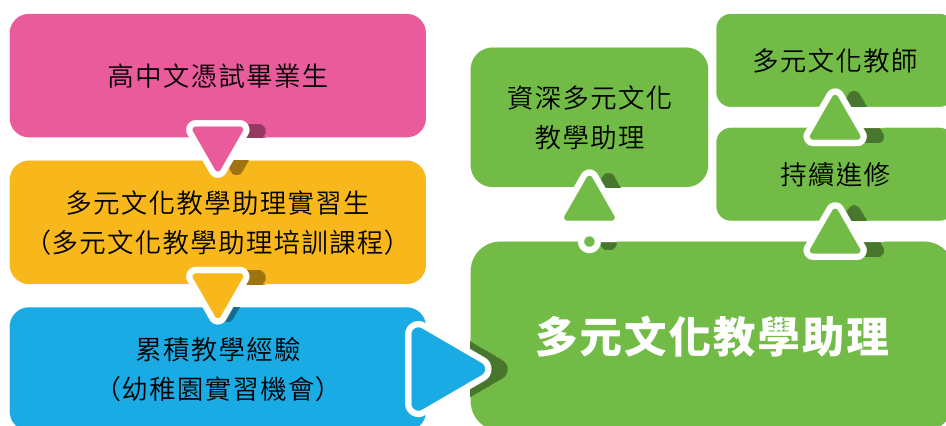 高中文憑試畢業生
多元文化教學助理實習生
（多元文化教學助理培訓課程）
累積教學經驗
（幼稚園實習機會）
多元文化教學助理
資深多元文化
教學助理
持續進修
多元文化教師